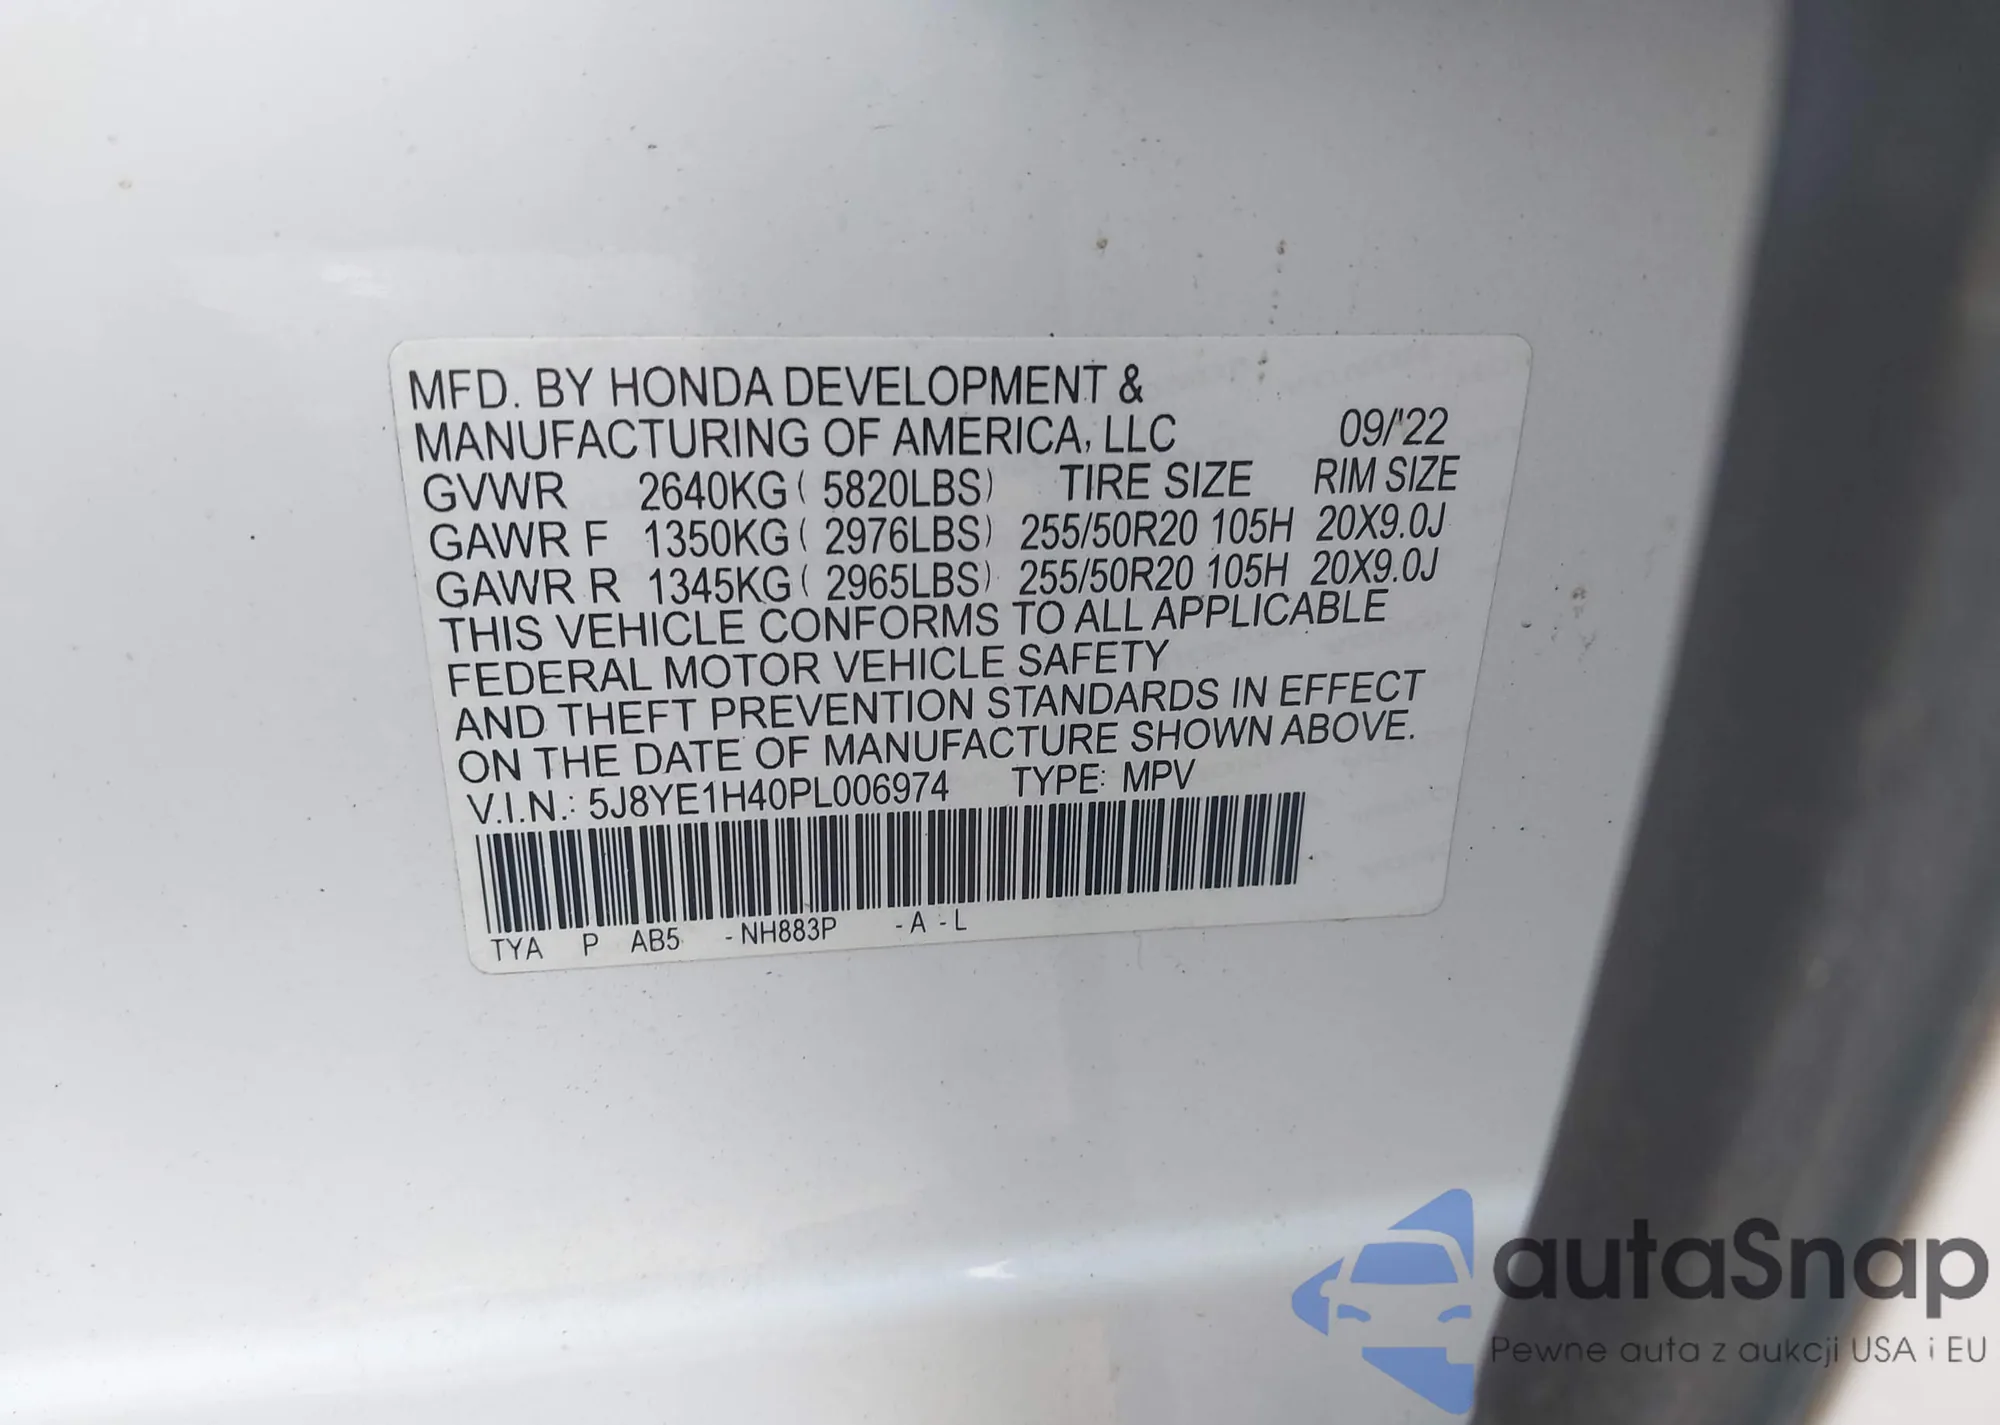 MFD. BY HONDA DEVELOPMENT &
MANUFACTURING OF AMERICA, LLC 09/'22
GVWR 2640KG ( 5820LBS) TIRE SIZE RIM SIZE
GAWR F 1350KG ( 2976LBS) 255/50R20 105H 20X9.0J
GAWR R 1345KG ( 2965LBS) 255/50R20 105H 20X9.0J
THIS VEHICLE CONFORMS TO ALL APPLICABLE
FEDERAL MOTOR VEHICLE SAFETY
AND THEFT PREVENTION STANDARDS IN EFFECT
ON THE DATE OF MANUFACTURE SHOWN ABOVE.
V.I.N.: 5J8YE1H40PL006974 TYPE: MPV
TYA P AB5 -NH883P -A -L
autaSnap
Pewne auta z aukcji USA i EU